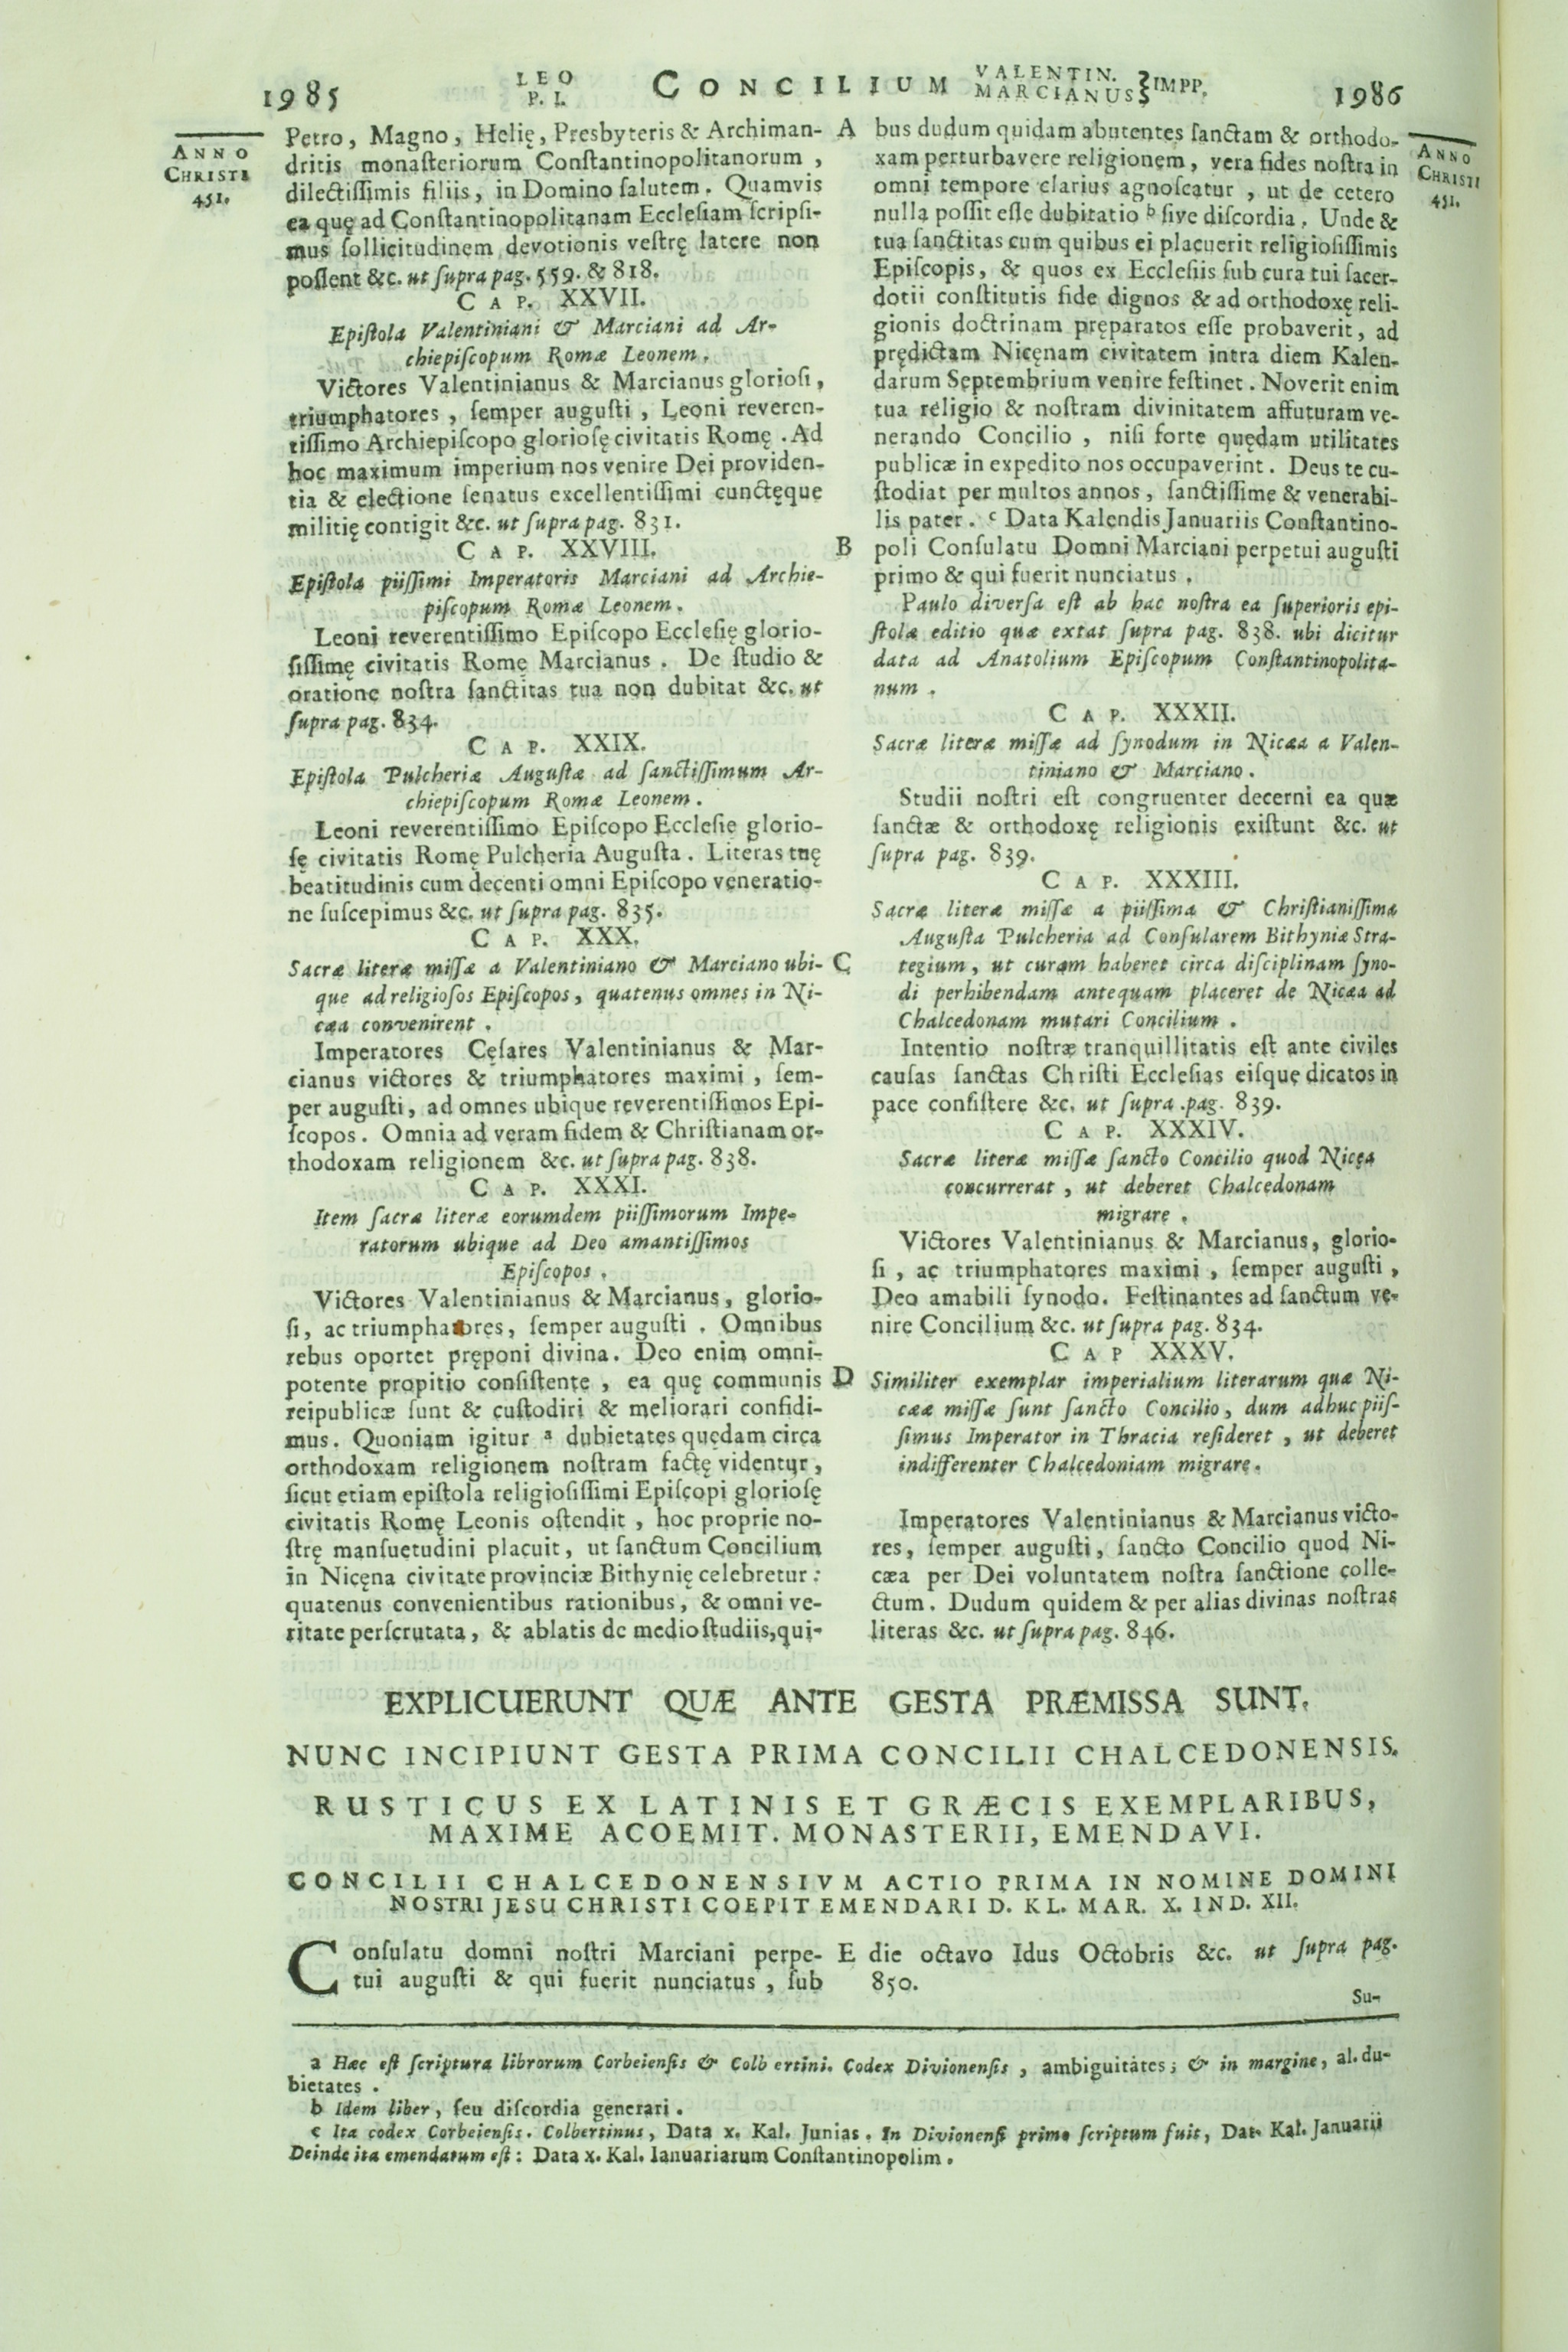 1985
LEO
P. I.
CONCILIUM
VALENTIN.
MARCIANUS
IMPP.
1986
ANNO
CHRISTI
451.
Petro, Magno, Helię, Presbyteris & Archiman-
dritis monaſteriorum Conſtantinopolitanorum ,
dilectiſſimis filiis, in Domino ſalutem. Quamvis
ea quę ad Conſtantinopolitanam Eccleſiam ſcripſi-
mus ſollicitudinem devotionis veſtrę latere non
poſſent &c. ut ſupra pag. 559. & 818.
CAP. XXVII.
Epiſtola Valentiniani & Marciani ad Ar-
chiepiſcopum Romæ Leonem.
Victores Valentinianus & Marcianus glorioſi,
triumphatores , ſemper auguſti , Leoni reveren-
tiſſimo Archiepiſcopo glorioſę civitatis Romę . Ad
hoc maximum imperium nos venire Dei providen-
tia & electione ſenatus excellentiſſimi cunctęque
militię contigit &c. ut ſupra pag. 831.
CAP. XXVIII.
Epiſtola piiſſimi Imperatoris Marciani ad Archie-
piſcopum Romæ Leonem.
Leoni reverentiſſimo Epiſcopo Eccleſię glorio-
ſiſſimę civitatis Romę Marcianus . De ſtudio &
oratione noſtra ſanctitas tua non dubitat &c. ut
ſupra pag. 834.
CAP. XXIX.
Epiſtola Pulcheriæ Auguſtæ ad ſanctiſſimum Ar-
chiepiſcopum Romæ Leonem.
Leoni reverentiſſimo Epiſcopo Eccleſie glorio-
ſę civitatis Romę Pulcheria Auguſta . Literas tuę
beatitudinis cum decenti omni Epiſcopo veneratio-
ne ſuſcepimus &c. ut ſupra pag. 835.
CAP. XXX.
Sacræ literæ miſſæ a Valentiniano & Marciano ubi-
que ad religioſos Epiſcopos, quatenus omnes in Ni-
cæa convenirent .
Imperatores Cęſares Valentinianus & Mar-
cianus victores & triumphatores maximi , ſem-
per auguſti, ad omnes ubique reverentiſſimos Epi-
ſcopos. Omnia ad veram fidem & Chriſtianam or-
thodoxam religionem &c. ut ſupra pag. 838.
CAP. XXXI.
Item ſacræ literæ eorumdem piiſſimorum Impe-
ratorum ubique ad Deo amantiſſimos
Epiſcopos .
Victores Valentinianus & Marcianus, glorio-
ſi, ac triumphatores, ſemper auguſti . Omnibus
rebus oportet pręponi divina. Deo enim omni-
potente propitio conſiſtente , ea quę communis
reipublicæ ſunt & cuſtodiri & meliorari confidi-
mus. Quoniam igitur a dubietates quędam circa
orthodoxam religionem noſtram factę videntur,
ſicut etiam epiſtola religioſiſſimi Epiſcopi glorioſę
civitatis Romę Leonis oſtendit , hoc proprie no-
ſtrę manſuetudini placuit, ut ſanctum Concilium
in Nicęna civitate provinciæ Bithynię celebretur :
quatenus convenientibus rationibus, & omni ve-
ritate perſcrutata, & ablatis de medio ſtudiis, qui-
A
B
C
D
ANNO
CHRISTI
451.
bus dudum quidam abutentes ſanctam & orthodo-
xam perturbavere religionem, vera fides noſtra in
omni tempore clarius agnoſcatur , ut de cetero
nulla poſſit eſſe dubitatio b ſive diſcordia. Unde &
tua ſanctitas cum quibus ei placuerit religioſiſſimis
Epiſcopis, & quos ex Eccleſiis ſub cura tui ſacer-
dotii conſtitutis fide dignos & ad orthodoxę reli-
gionis doctrinam pręparatos eſſe probaverit, ad
prędictam Nicęnam civitatem intra diem Kalen-
darum Septembrium venire feſtinet. Noverit enim
tua religio & noſtram divinitatem affuturam ve-
nerando Concilio , niſi forte quędam utilitates
publicæ in expedito nos occupaverint. Deus te cu-
ſtodiat per multos annos, ſanctiſſime & venerabi-
lis pater. c Data Kalendis Januariis Conſtantino-
poli Conſulatu Domni Marciani perpetui auguſti
primo & qui fuerit nunciatus .
Paulo diverſa eſt ab hac noſtra ea ſuperioris epi-
ſtolæ editio quæ extat ſupra pag. 838. ubi dicitur
data ad Anatolium Epiſcopum Conſtantinopolita-
num .
CAP. XXXII.
Sacræ literæ miſſæ ad ſynodum in Nicæa a Valen-
tiniano & Marciano.
Studii noſtri eſt congruenter decerni ea quæ
ſanctæ & orthodoxę religionis exiſtunt &c. ut
ſupra pag. 839.
CAP. XXXIII.
Sacræ literæ miſſæ a piiſſima & Chriſtianiſſima
Auguſta Pulcheria ad Conſularem Bithyniæ Stra-
tegium, ut curam haberet circa diſciplinam ſyno-
di perhibendam antequam placeret de Nicæa ad
Chalcedonam mutari Concilium .
Intentio noſtræ tranquillitatis eſt ante civiles
cauſas ſanctas Chriſti Eccleſias eiſque dicatos in
pace conſiſtere &c. ut ſupra pag. 839.
CAP. XXXIV.
Sacræ literæ miſſæ ſancto Concilio quod Nicęa
concurrerat , ut deberet Chalcedonam
migrare .
Victores Valentinianus & Marcianus, glorio-
ſi , ac triumphatores maximi , ſemper auguſti ,
Deo amabili ſynodo. Feſtinantes ad ſanctum ve-
nire Concilium &c. ut ſupra pag. 834.
CAP XXXV.
Similiter exemplar imperialium literarum quæ Ni-
cææ miſſæ ſunt ſancto Concilio, dum adhuc piiſ-
ſimus Imperator in Thracia reſideret , ut deberet
indifferenter Chalcedoniam migrare.
Imperatores Valentinianus & Marcianus victo-
res, ſemper auguſti, ſancto Concilio quod Ni-
cæa per Dei voluntatem noſtra ſanctione colle-
ctum. Dudum quidem & per alias divinas noſtras
literas &c. ut ſupra pag. 846.
EXPLICUERUNT QUÆ ANTE GESTA PRÆMISSA SUNT.
NUNC INCIPIUNT GESTA PRIMA CONCILII CHALCEDONENSIS.
RUSTICUS EX LATINIS ET GRÆCIS EXEMPLARIBUS,
MAXIME ACOEMIT. MONASTERII, EMENDAVI.
CONCILII CHALCEDONENSIVM ACTIO PRIMA IN NOMINE DOMINI
NOSTRI JESU CHRISTI COEPIT EMENDARI D. KL. MAR. X. IND. XII.
Conſulatu domni noſtri Marciani perpe-
tui auguſti & qui fuerit nunciatus , ſub
E
die octavo Idus Octobris &c. ut ſupra pag.
850.
Su-
a Hæc eſt ſcriptura librorum Corbeienſis & Colb ertini. Codex Divionenſis , ambiguitates; & in margine, al. du-
bietates .
b Idem liber, ſeu diſcordia generari .
c Ita codex Corbeienſis. Colbertinus, Data x. Kal. Junias. In Divionenſi primo ſcriptum fuit, Dat. Kal. Januarii
Deinde ita emendatum eſt: Data x. Kal. Ianuariarum Conſtantinopolim .